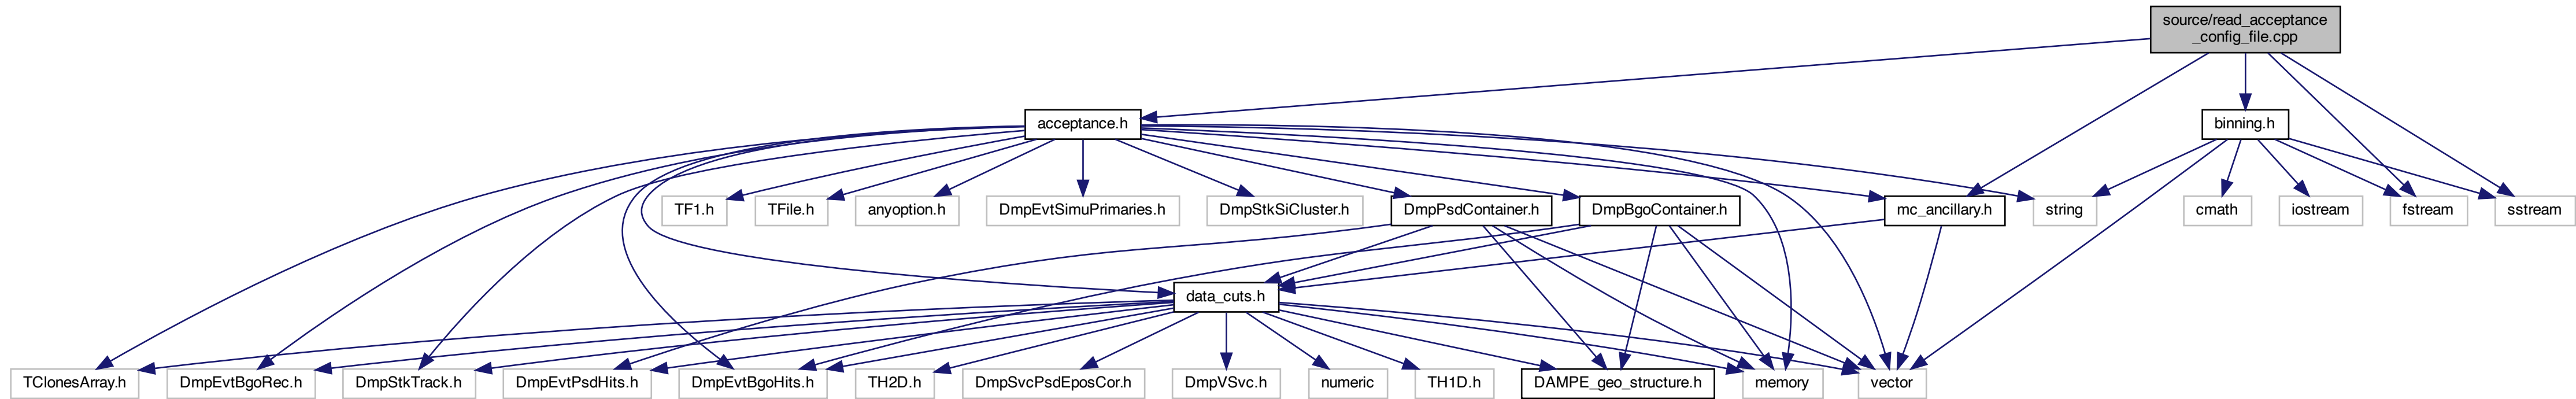 source/read_acceptance
_config_file.cpp
acceptance.h
binning.h
TF1.h
TFile.h
anyoption.h
DmpEvtSimuPrimaries.h
DmpStkSiCluster.h
DmpPsdContainer.h
DmpBgoContainer.h
mc_ancillary.h
string
cmath
iostream
fstream
sstream
data_cuts.h
TClonesArray.h
DmpEvtBgoRec.h
DmpStkTrack.h
DmpEvtPsdHits.h
DmpEvtBgoHits.h
TH2D.h
DmpSvcPsdEposCor.h
DmpVSvc.h
numeric
TH1D.h
DAMPE_geo_structure.h
memory
vector